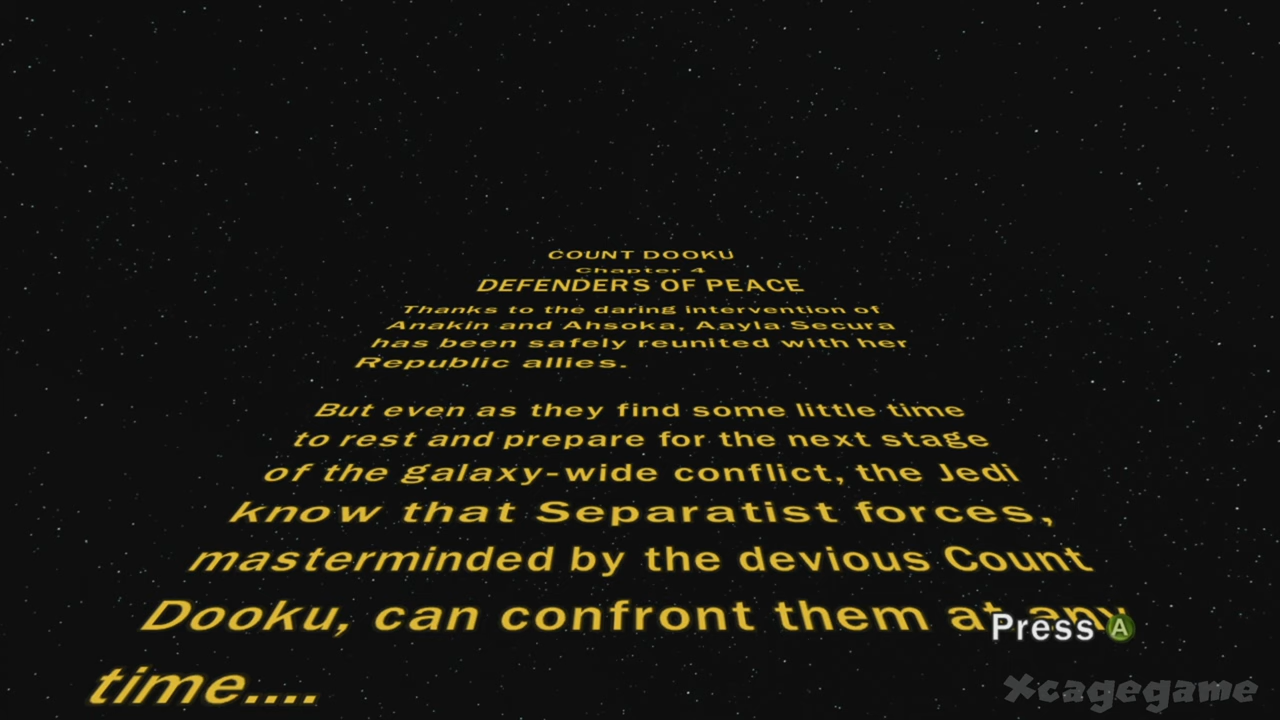 COUNT DOOKU
Chapter 4
DEFENDERS OF PEACE
Thanks to the daring intervention of
Anakin and Ahsoka, Aayla Secura
has been safely reunited with her
Republic allies.
But even as they find some little time
to rest and prepare for the next stage
of the galaxy-wide conflict, the Jedi
know that Separatist forces,
masterminded by the devious Count
Dooku, can confront them at any
time....
Press A
Xcagegame